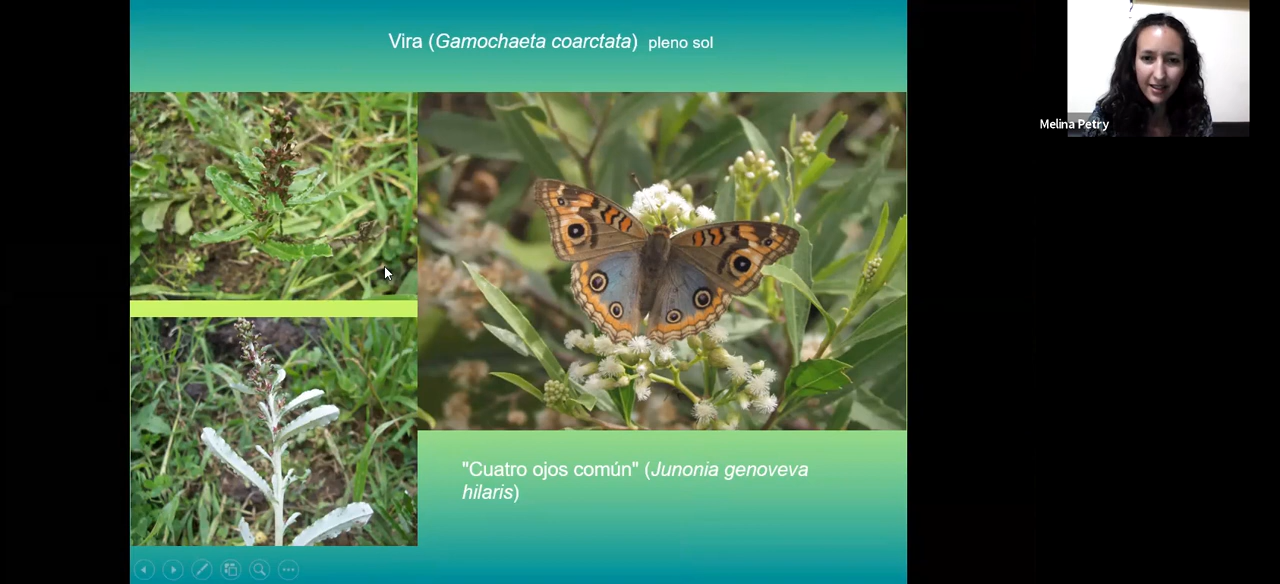 Vira (Gamochaeta coarctata) pleno sol
Melina Petry
"Cuatro ojos común" (Junonia genoveva
hilaris)